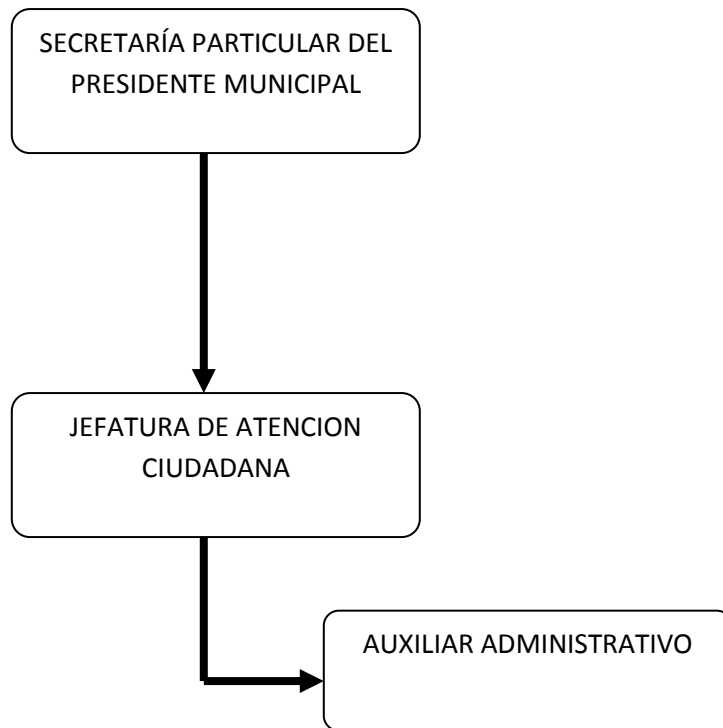 SECRETARÍA PARTICULAR DEL
PRESIDENTE MUNICIPAL
JEFATURA DE ATENCION
CIUDADANA
AUXILIAR ADMINISTRATIVO